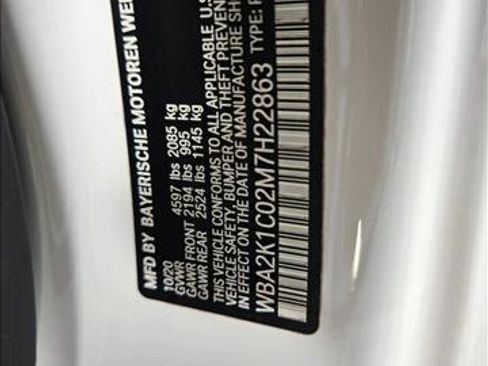 MFD BY BAYERISCHE MOTOREN WE
10/20
GVWR 4597 lbs 2085 kg
GAWR FRONT 2194 lbs 995 kg
GAWR REAR 2524 lbs 1145 kg
THIS VEHICLE CONFORMS TO ALL APPLICABLE U.S
VEHICLE SAFETY, BUMPER AND THEFT PREVEN
IN EFFECT ON THE DATE OF MANUFACTURE SHO
WBA2K1C02M7H22863 TYPE: P